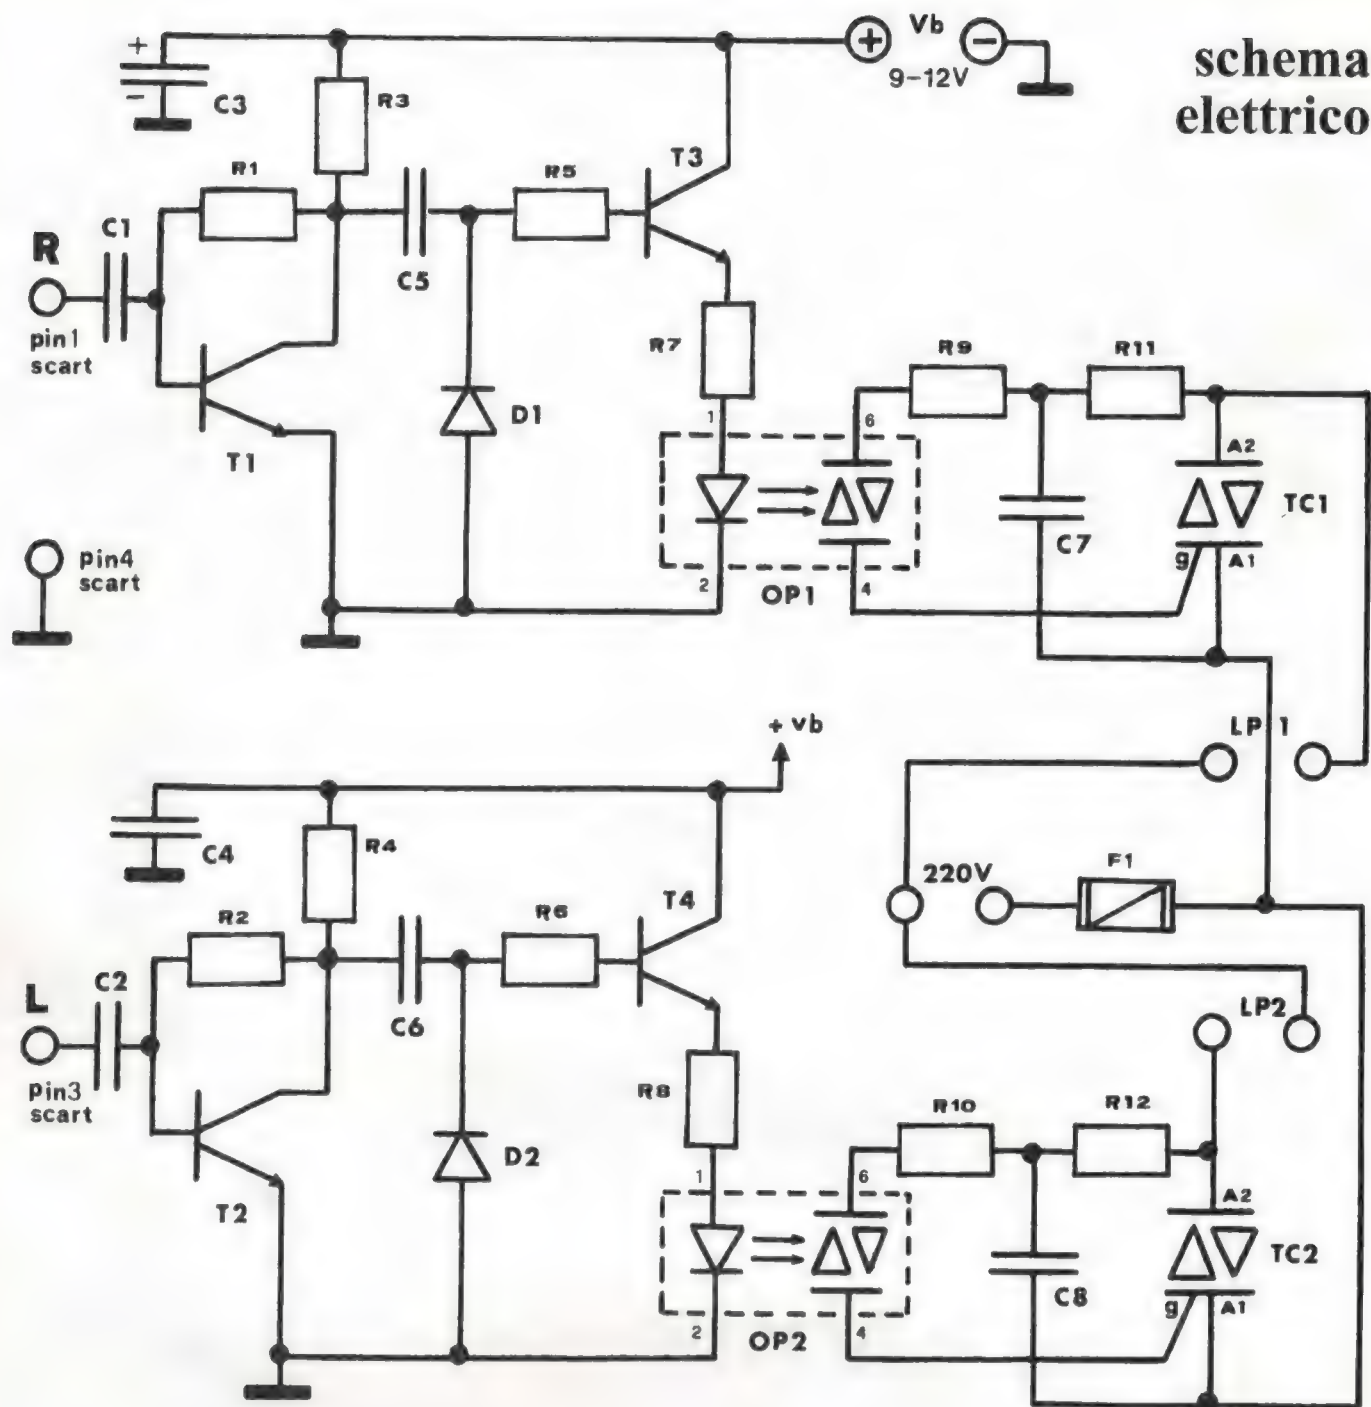 schema
elettrico
+
-
C3
R3
Vb
+
-
9-12V
R1
C1
R
pin1
scart
C5
R5
T3
R7
T1
D1
1
2
OP1
6
4
R9
R11
C7
A2
TC1
g
A1
pin4
scart
LP1
+ Vb
C4
R4
220V
F1
R2
C2
L
pin3
scart
C6
R6
T4
R8
T2
D2
1
2
OP2
6
4
LP2
R10
R12
C8
A2
TC2
g
A1